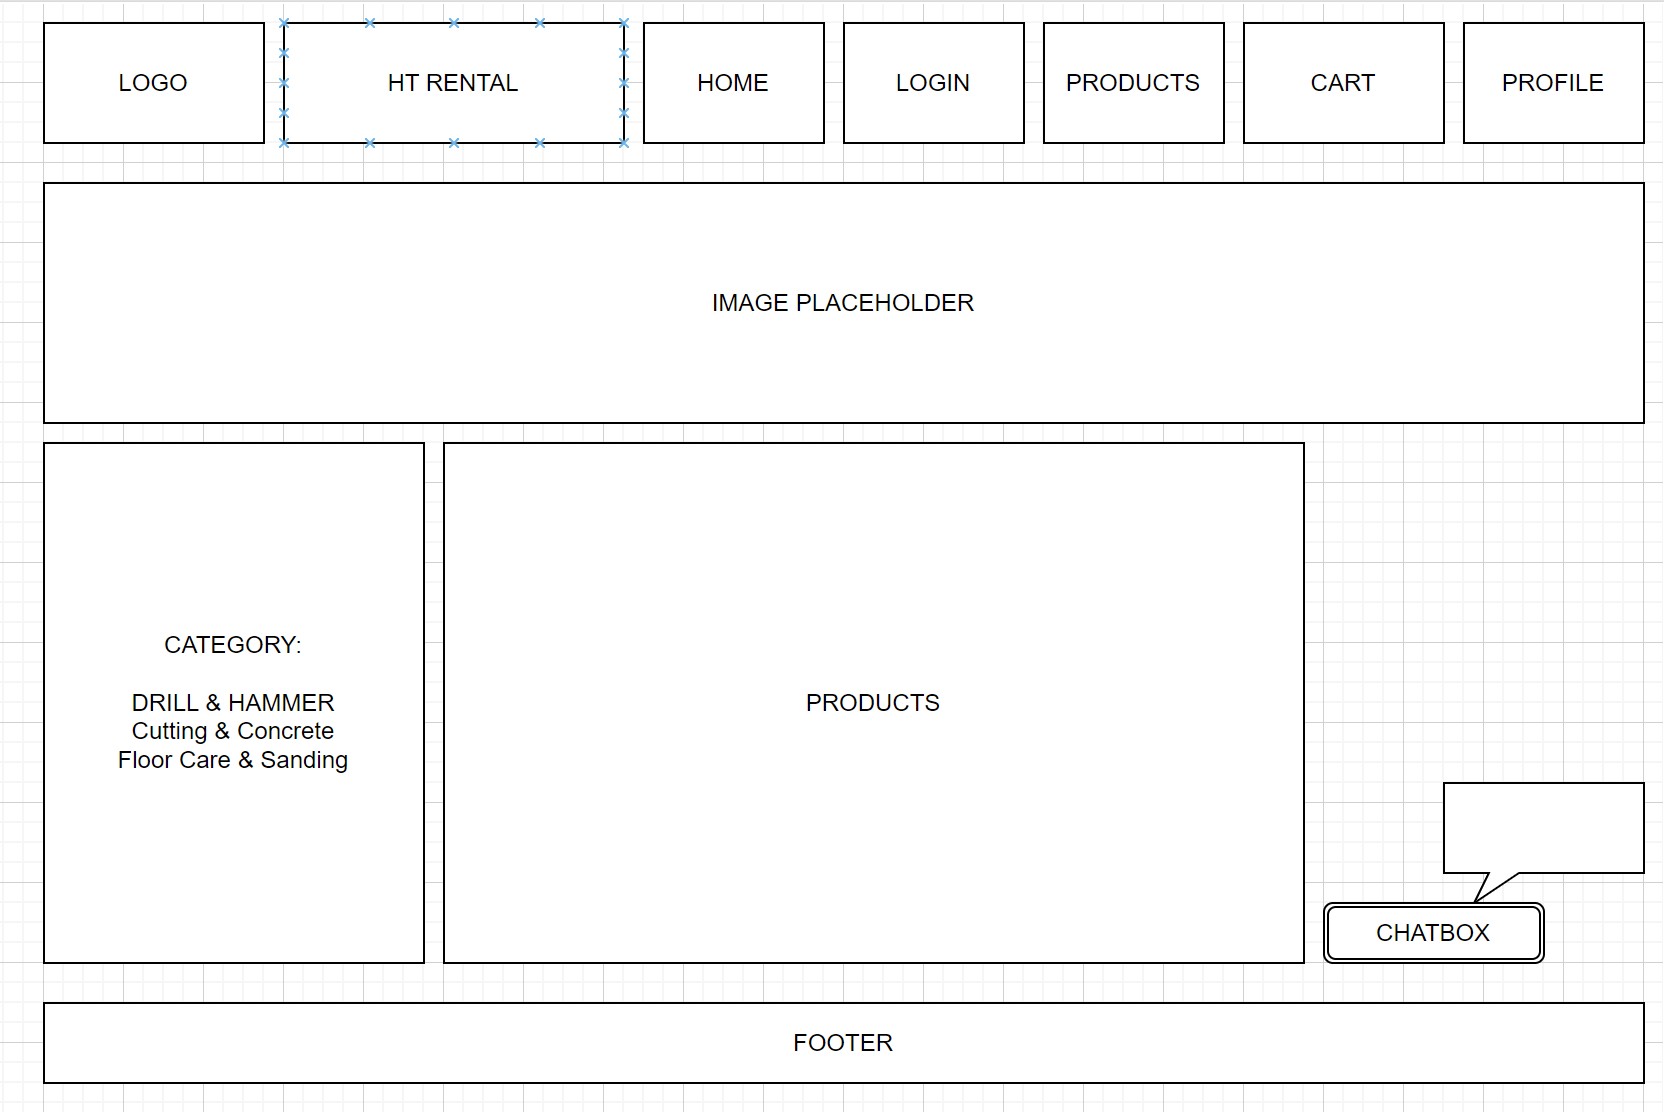 LOGO
HT RENTAL
HOME
LOGIN
PRODUCTS
CART
PROFILE
IMAGE PLACEHOLDER
CATEGORY:
DRILL & HAMMER
Cutting & Concrete
Floor Care & Sanding
PRODUCTS
CHATBOX
FOOTER